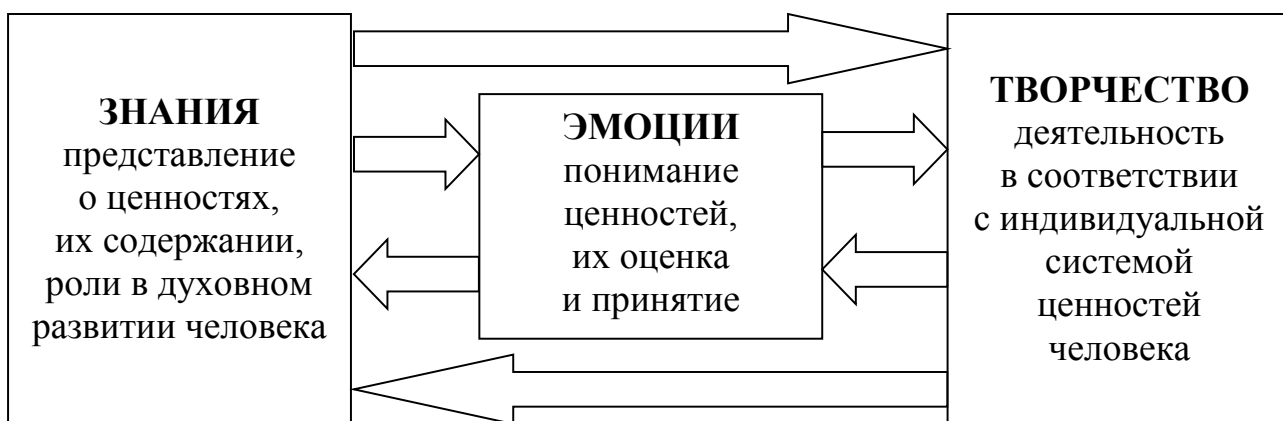 ЗНАНИЯ
представление
о ценностях,
их содержании,
роли в духовном
развитии человека
ЭМОЦИИ
понимание
ценностей,
их оценка
и принятие
ТВОРЧЕСТВО
деятельность
в соответствии
с индивидуальной
системой
ценностей
человека